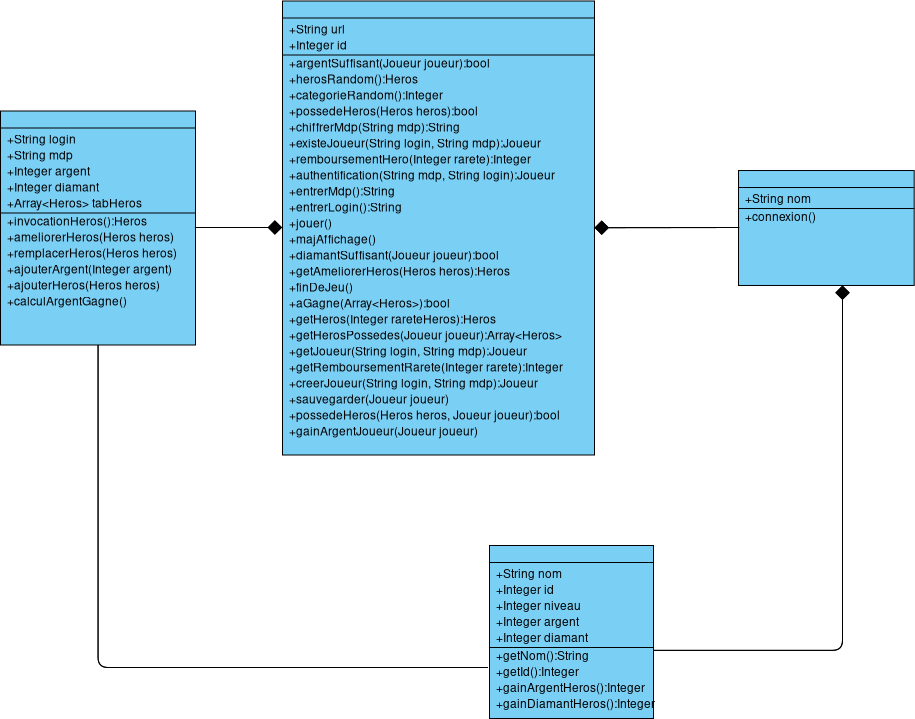 +String url
+Integer id
+argentSuffisant(Joueur joueur):bool
+herosRandom():Heros
+categorieRandom():Integer
+possedeHeros(Heros heros):bool
+chiffrerMdp(String mdp):String
+existeJoueur(String login, String mdp):Joueur
+remboursementHero(Integer rarete):Integer
+authentification(String mdp, String login):Joueur
+entrerMdp():String
+entrerLogin():String
+jouer()
+majAffichage()
+diamantSuffisant(Joueur joueur):bool
+getAmeliorerHeros(Heros heros):Heros
+finDeJeu()
+aGagne(Array<Heros>):bool
+getHeros(Integer rareteHeros):Heros
+getHerosPossedes(Joueur joueur):Array<Heros>
+getJoueur(String login, String mdp):Joueur
+getRemboursementRarete(Integer rarete):Integer
+creerJoueur(String login, String mdp):Joueur
+sauvegarder(Joueur joueur)
+possedeHeros(Heros heros, Joueur joueur):bool
+gainArgentJoueur(Joueur joueur)
+String login
+String mdp
+Integer argent
+Integer diamant
+Array<Heros> tabHeros
+invocationHeros():Heros
+ameliorerHeros(Heros heros)
+remplacerHeros(Heros heros)
+ajouterArgent(Integer argent)
+ajouterHeros(Heros heros)
+calculArgentGagne()
+String nom
+connexion()
+String nom
+Integer id
+Integer niveau
+Integer argent
+Integer diamant
+getNom():String
+getId():Integer
+gainArgentHeros():Integer
+gainDiamantHeros():Integer